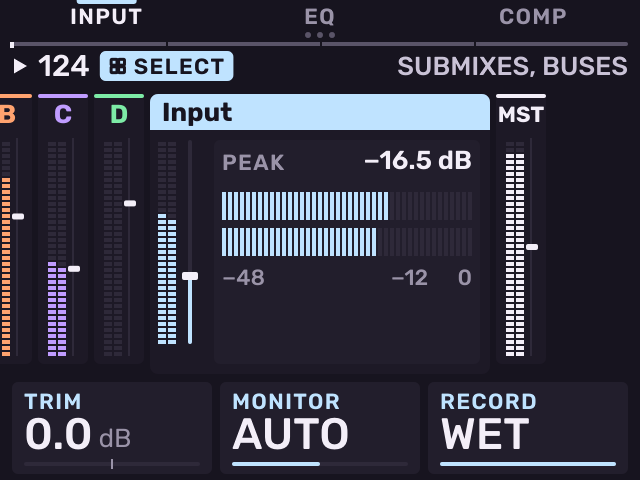 INPUT EQ COMP
124 SELECT SUBMIXES, BUSES
B C D Input MST
PEAK −16.5 dB
−48 −12 0
TRIM MONITOR RECORD
0.0 dB AUTO WET